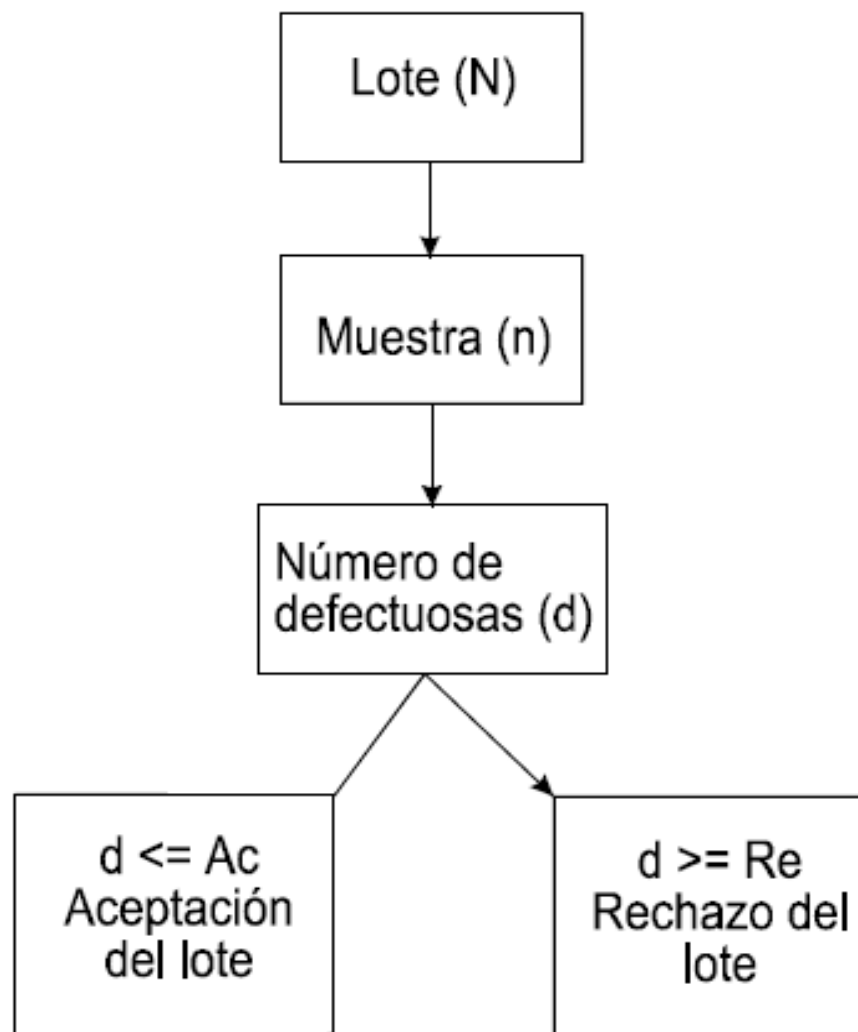 Lote (N)
Muestra (n)
Número de
defectuosas (d)
d <= Ac
Aceptación
del lote
d >= Re
Rechazo del
lote